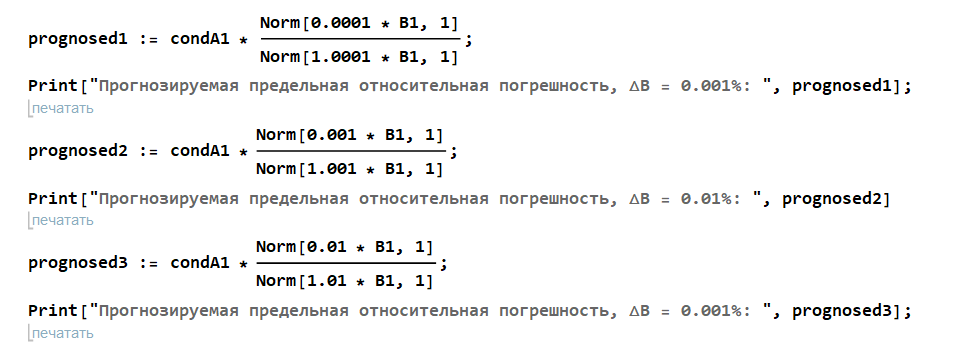 prognosed1 := condA1 * Norm[0.0001 * B1, 1] / Norm[1.0001 * B1, 1];
Print["Прогнозируемая предельная относительная погрешность, ΔB = 0.001%: ", prognosed1];
печатать
prognosed2 := condA1 * Norm[0.001 * B1, 1] / Norm[1.001 * B1, 1];
Print["Прогнозируемая предельная относительная погрешность, ΔB = 0.01%: ", prognosed2]
печатать
prognosed3 := condA1 * Norm[0.01 * B1, 1] / Norm[1.01 * B1, 1];
Print["Прогнозируемая предельная относительная погрешность, ΔB = 0.001%: ", prognosed3];
печатать